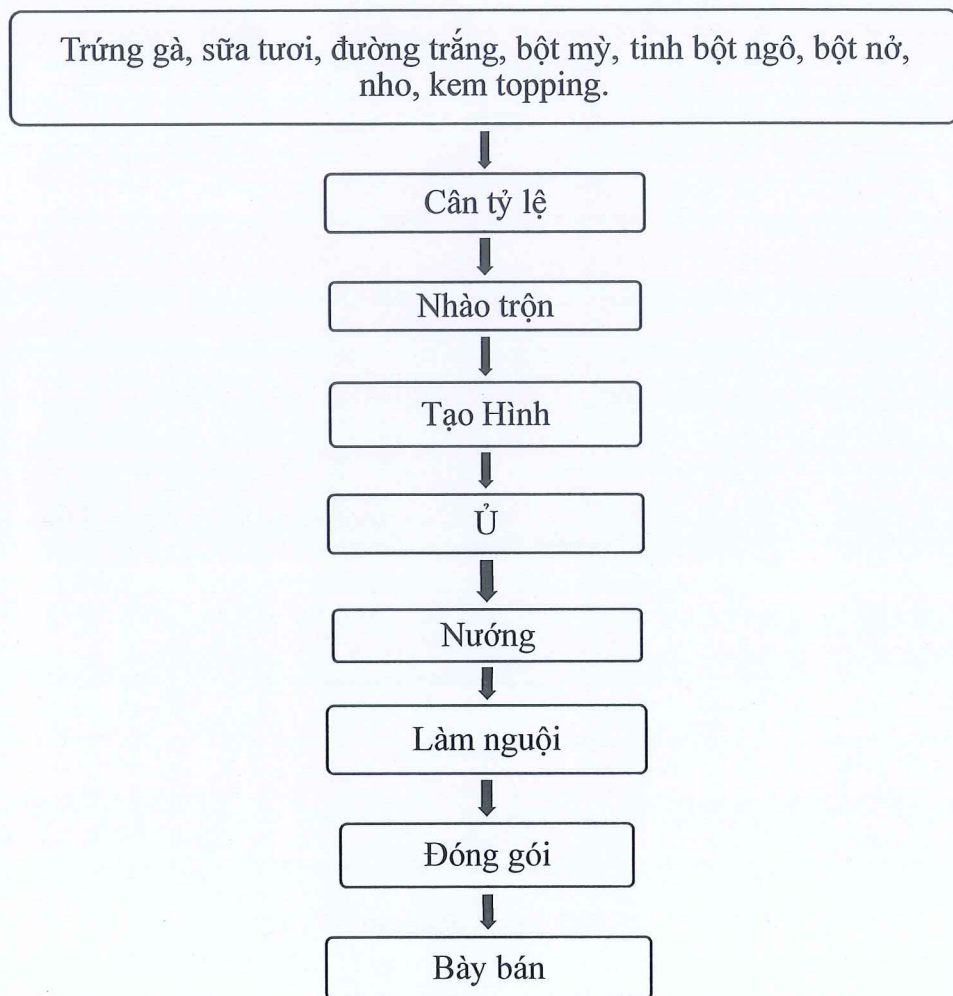 Trứng gà, sữa tươi, đường trắng, bột mỳ, tinh bột ngô, bột nở,
nho, kem topping.
Cân tỷ lệ
Nhào trộn
Tạo Hình
Ủ
Nướng
Làm nguội
Đóng gói
Bày bán